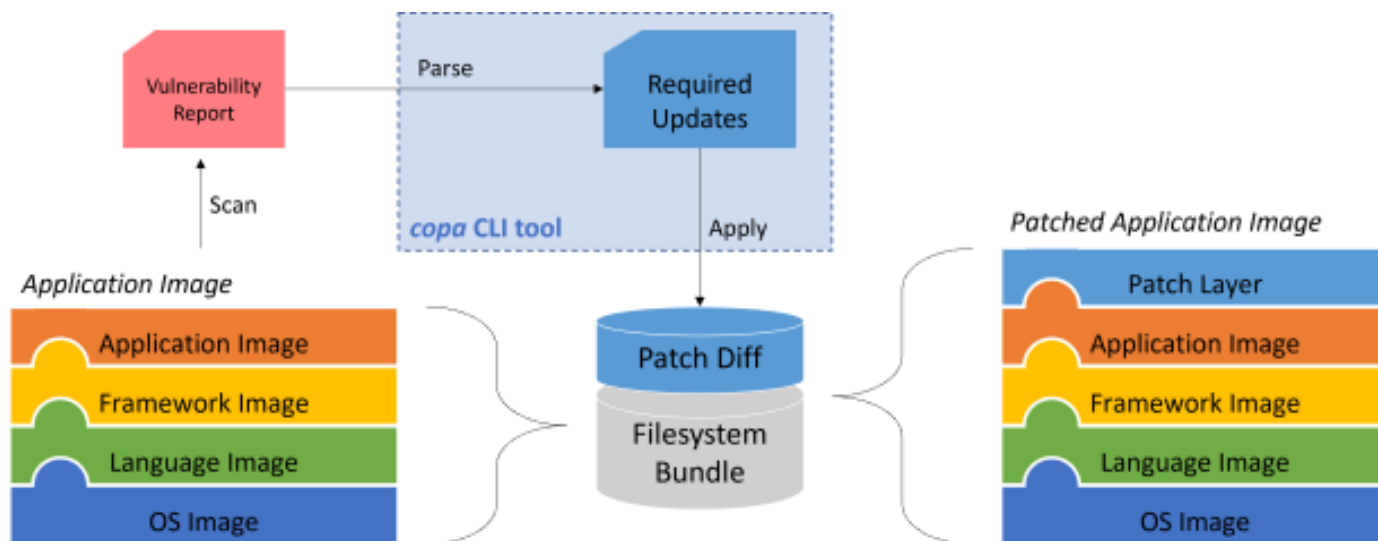 Vulnerability
Report
Parse
Required
Updates
Scan
copa CLI tool
Apply
Application Image
Application Image
Framework Image
Language Image
OS Image
Patch Diff
Filesystem
Bundle
Patched Application Image
Patch Layer
Application Image
Framework Image
Language Image
OS Image